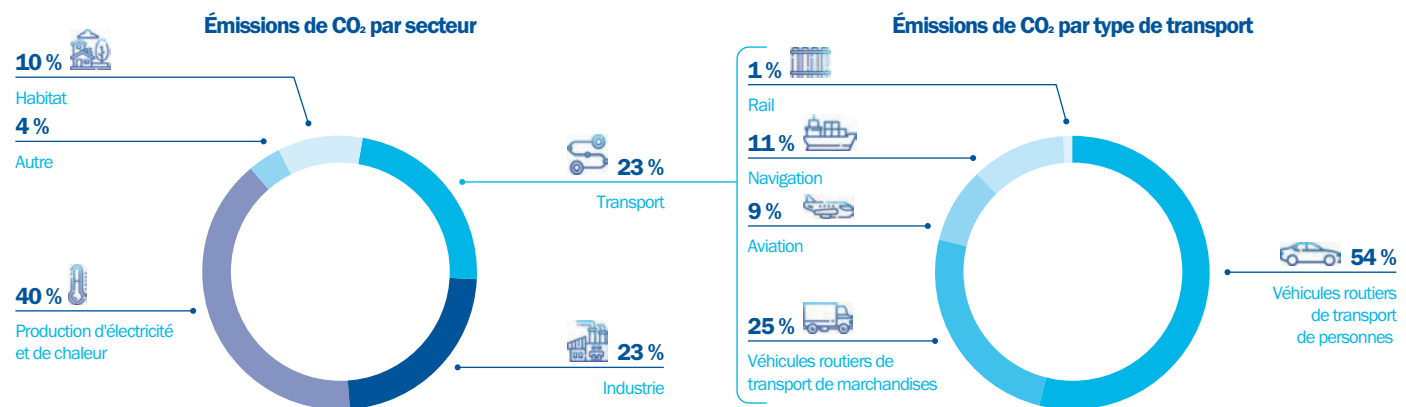 Émissions de CO₂ par secteur
10 %
Habitat
4 %
Autre
40 %
Production d'électricité
et de chaleur
23 %
Transport
23 %
Industrie
Émissions de CO₂ par type de transport
1 %
Rail
11 %
Navigation
9 %
Aviation
25 %
Véhicules routiers de
transport de marchandises
54 %
Véhicules routiers
de transport
de personnes